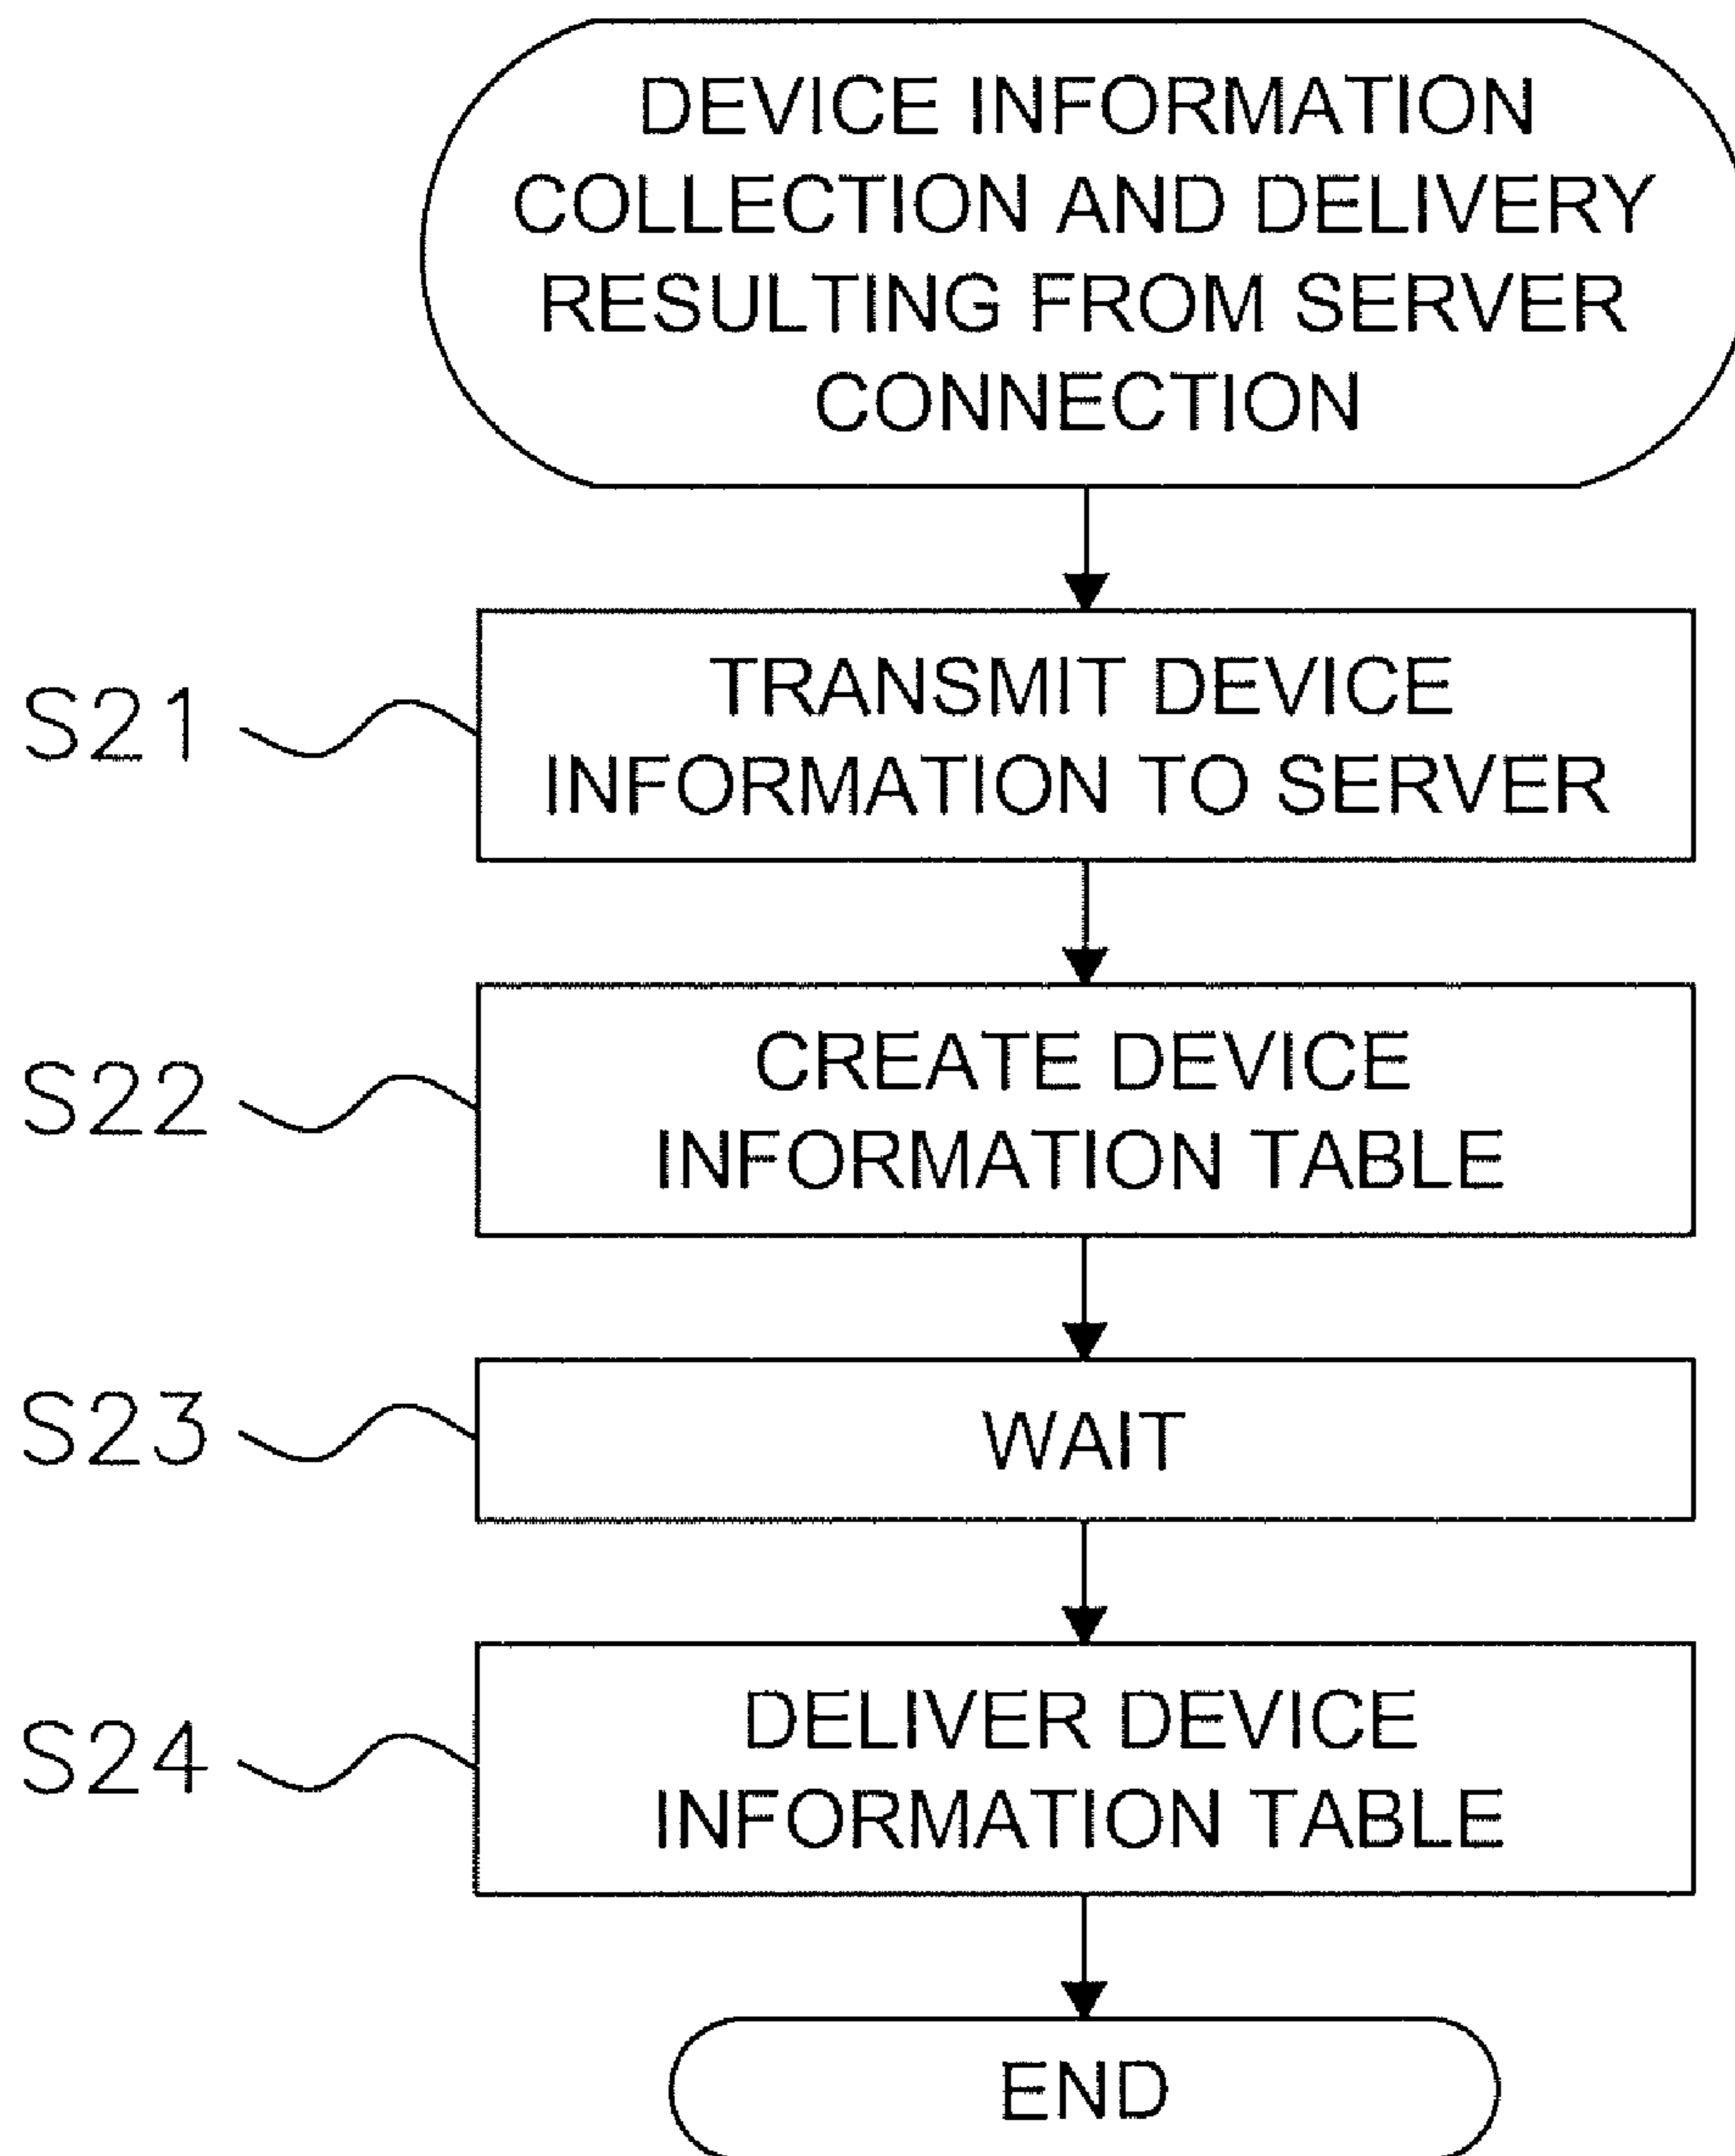 DEVICE INFORMATION
COLLECTION AND DELIVERY
RESULTING FROM SERVER
CONNECTION
S21
TRANSMIT DEVICE
INFORMATION TO SERVER
S22
CREATE DEVICE
INFORMATION TABLE
S23
WAIT
S24
DELIVER DEVICE
INFORMATION TABLE
END